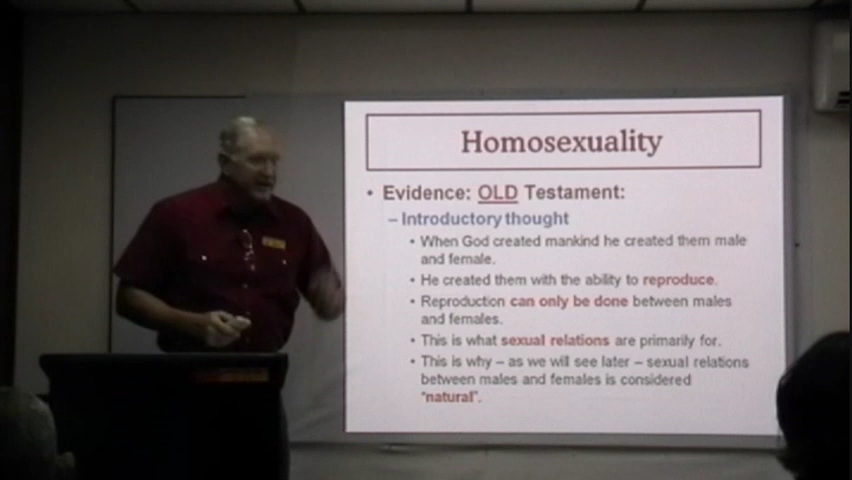 Homosexuality
• Evidence: OLD Testament:
– Introductory thought
• When God created mankind he created them male
and female.
• He created them with the ability to reproduce.
• Reproduction can only be done between males
and females.
• This is what sexual relations are primarily for.
• This is why – as we will see later – sexual relations
between males and females is considered
"natural".